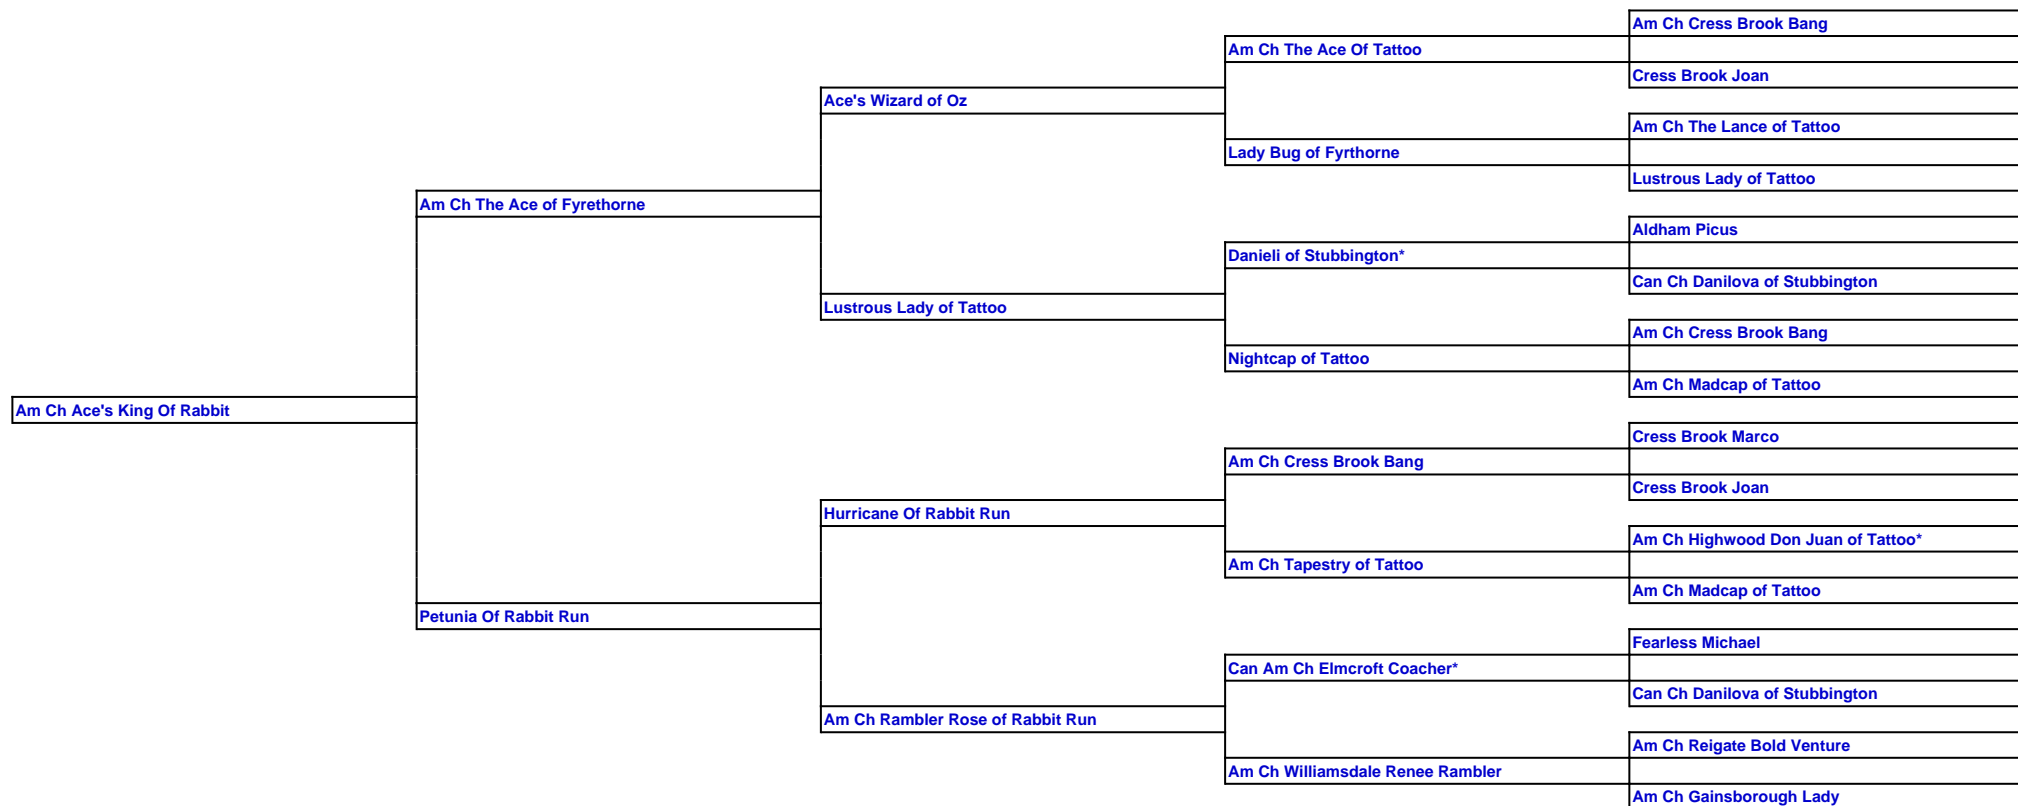 Am Ch Cress Brook Bang
Am Ch The Ace Of Tattoo
Cress Brook Joan
Ace's Wizard of Oz
Am Ch The Lance of Tattoo
Lady Bug of Fyrthorne
Lustrous Lady of Tattoo
Am Ch The Ace of Fyrethorne
Aldham Picus
Danieli of Stubbington*
Can Ch Danilova of Stubbington
Lustrous Lady of Tattoo
Am Ch Cress Brook Bang
Nightcap of Tattoo
Am Ch Madcap of Tattoo
Am Ch Ace's King Of Rabbit
Cress Brook Marco
Am Ch Cress Brook Bang
Cress Brook Joan
Hurricane Of Rabbit Run
Am Ch Highwood Don Juan of Tattoo*
Am Ch Tapestry of Tattoo
Am Ch Madcap of Tattoo
Petunia Of Rabbit Run
Fearless Michael
Can Am Ch Elmcroft Coacher*
Can Ch Danilova of Stubbington
Am Ch Rambler Rose of Rabbit Run
Am Ch Reigate Bold Venture
Am Ch Williamsdale Renee Rambler
Am Ch Gainsborough Lady